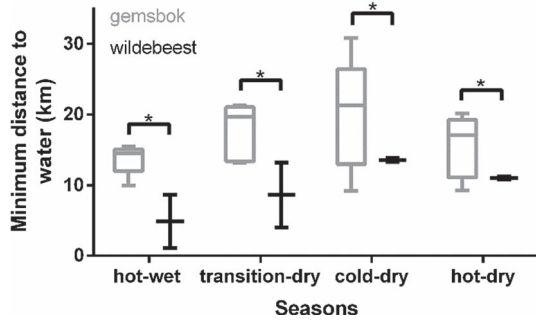 gemsbok
wildebeest
Minimum distance to
water (km)
30
20
10
0
*
*
*
*
hot-wet
transition-dry
cold-dry
hot-dry
Seasons